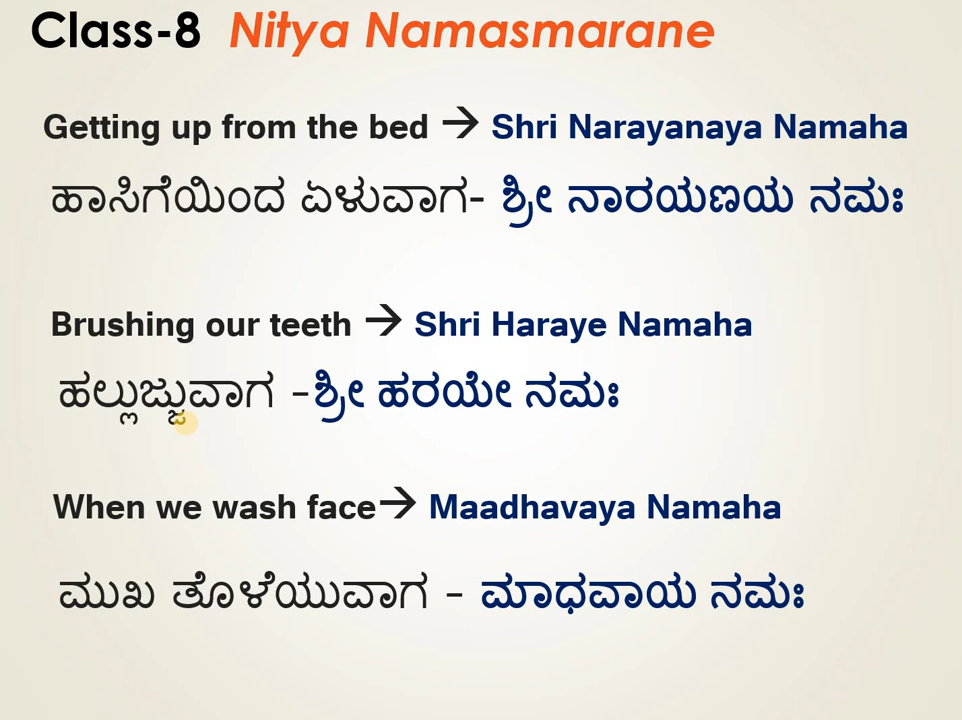 Class-8 Nitya Namasmarane
Getting up from the bed → Shri Narayanaya Namaha
ಹಾಸಿಗೆಯಿಂದ ಏಳುವಾಗ- ಶ್ರೀ ನಾರಯಣಯ ನಮಃ
Brushing our teeth → Shri Haraye Namaha
ಹಲ್ಲುಜ್ಜುವಾಗ -ಶ್ರೀ ಹರಯೇ ನಮಃ
When we wash face→ Maadhavaya Namaha
ಮುಖ ತೊಳೆಯುವಾಗ - ಮಾಧವಾಯ ನಮಃ